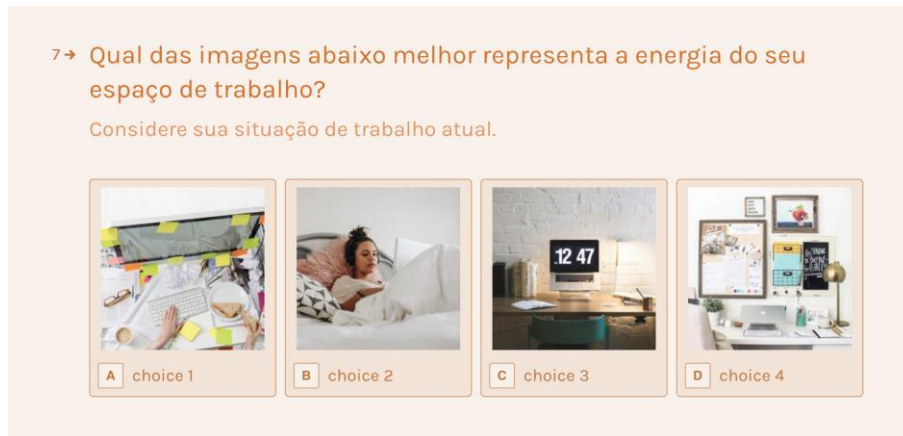 7→ Qual das imagens abaixo melhor representa a energia do seu
espaço de trabalho?
Considere sua situação de trabalho atual.
12 47
A choice 1
B choice 2
C choice 3
D choice 4